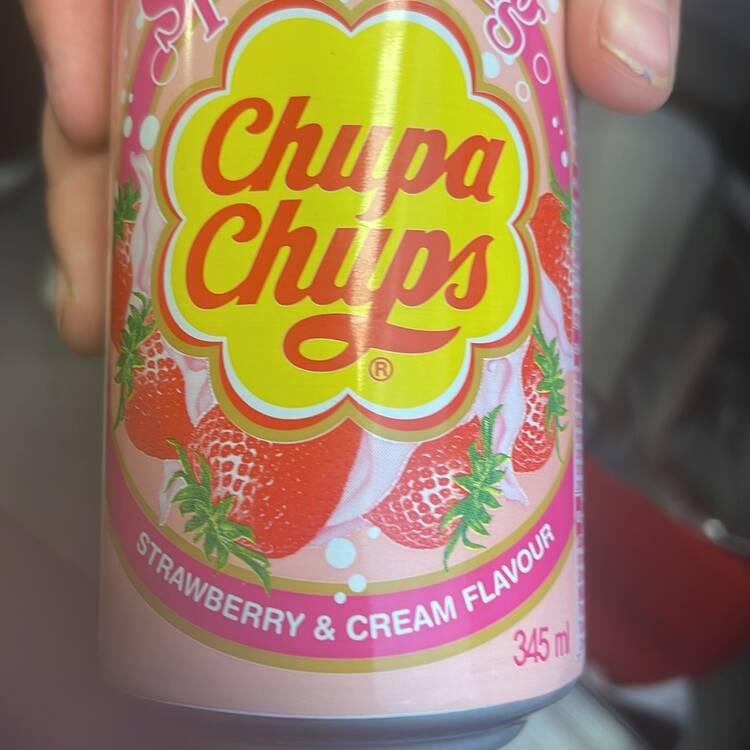 Chupa
Chups
®
STRAWBERRY & CREAM FLAVOUR
345 ml